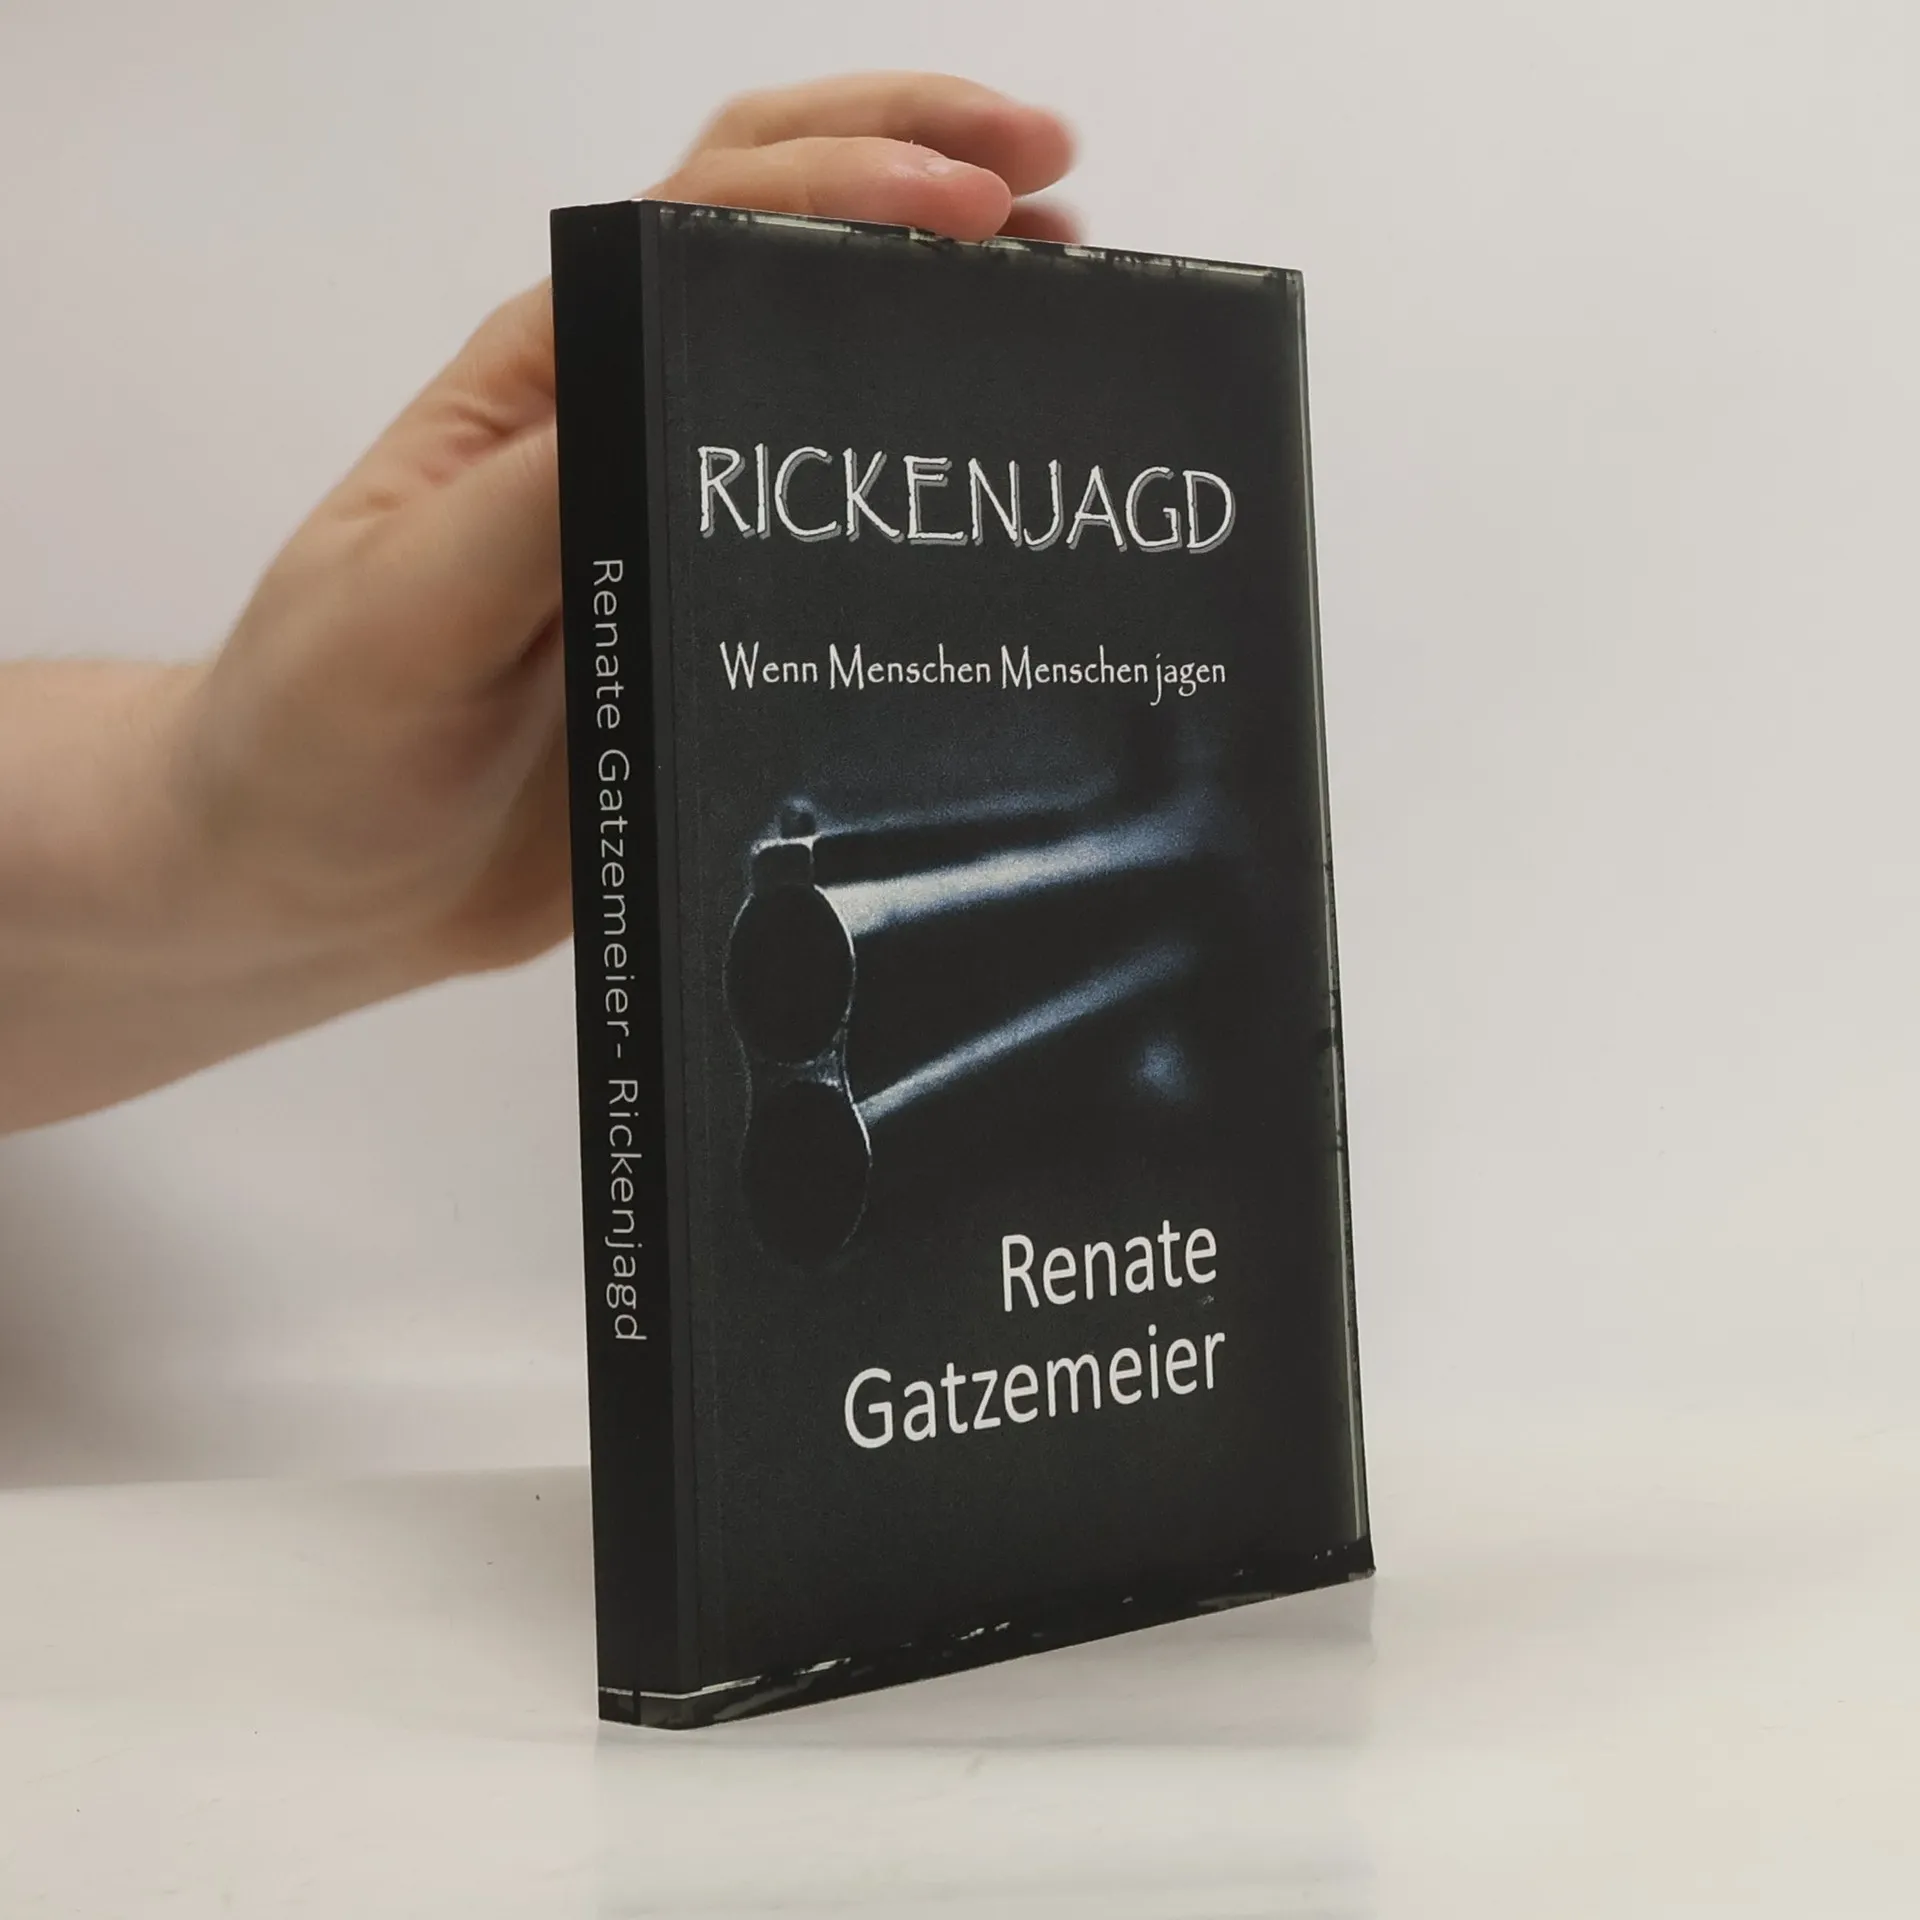 RICKENJAGD
Wenn Menschen Menschen jagen
Renate
Gatzemeier
Renate Gatzemeier- Rickenjagd